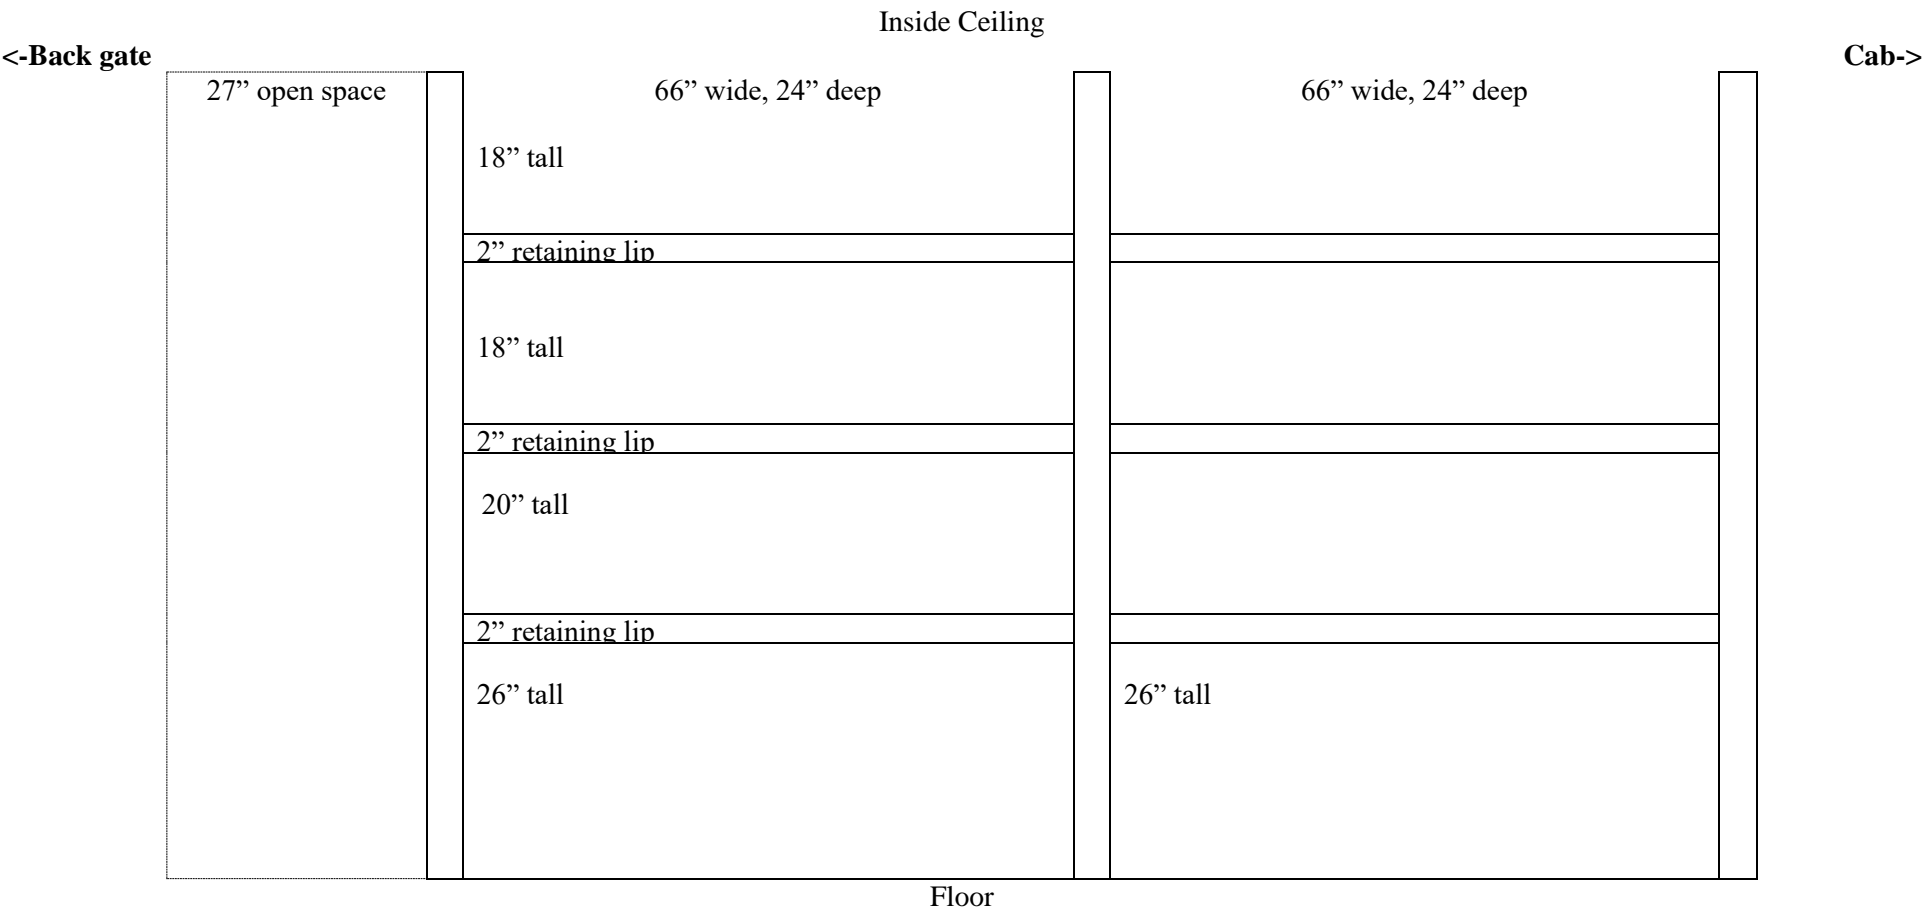 Inside Ceiling
<-Back gate
Cab->
27” open space
66” wide, 24” deep
66” wide, 24” deep
18” tall
2” retaining lip
18” tall
2” retaining lip
20” tall
2” retaining lip
26” tall
26” tall
Floor